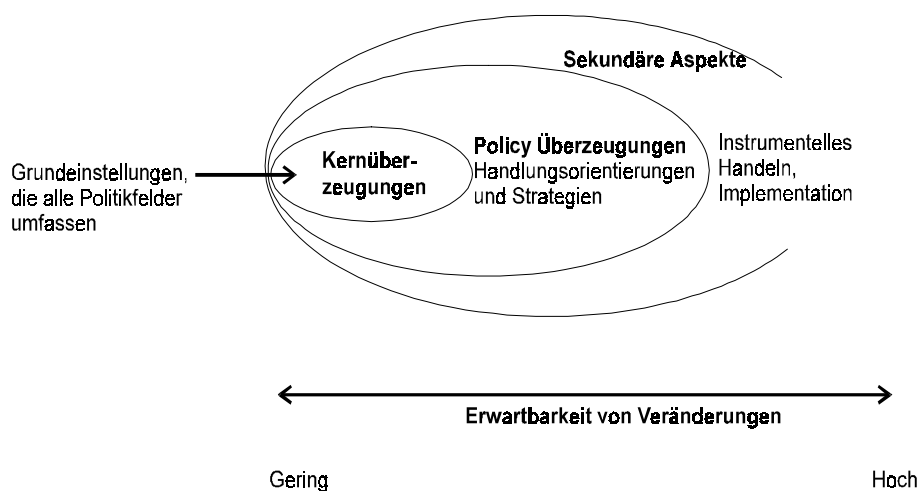 Sekundäre Aspekte
Grundeinstellungen,
die alle Politikfelder
umfassen
Kernüber-
zeugungen
Policy Überzeugungen
Handlungsorientierungen
und Strategien
Instrumentelles
Handeln,
Implementation
Erwartbarkeit von Veränderungen
Gering
Hoch